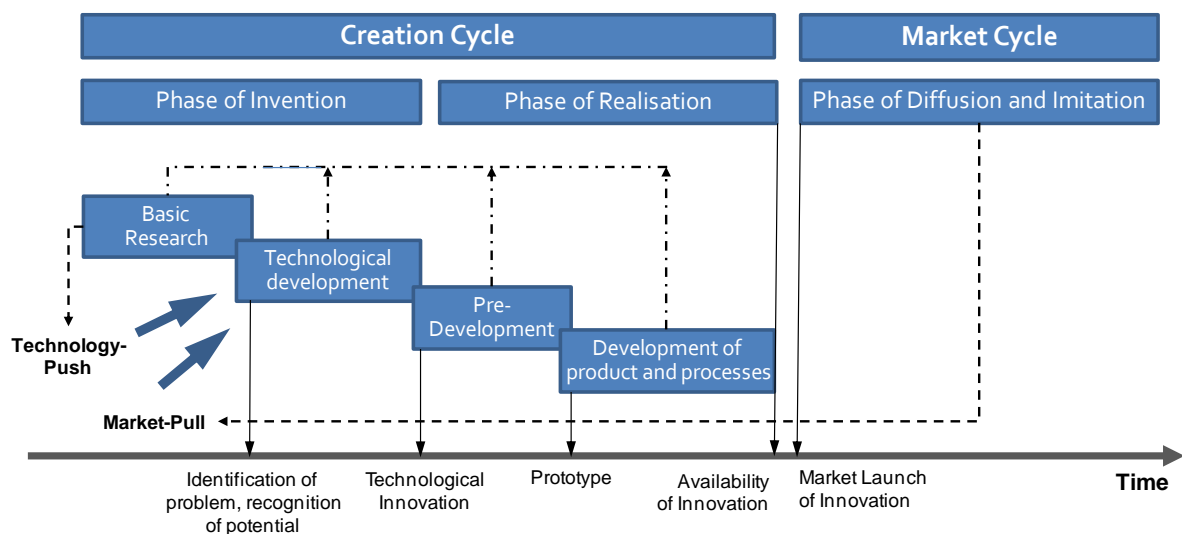 Creation Cycle
Market Cycle
Phase of Invention
Phase of Realisation
Phase of Diffusion and Imitation
Basic
Research
Technological
development
Pre-
Development
Development of
product and processes
Technology-
Push
Market-Pull
Identification of
problem, recognition
of potential
Technological
Innovation
Prototype
Availability
of Innovation
Market Launch
of Innovation
Time